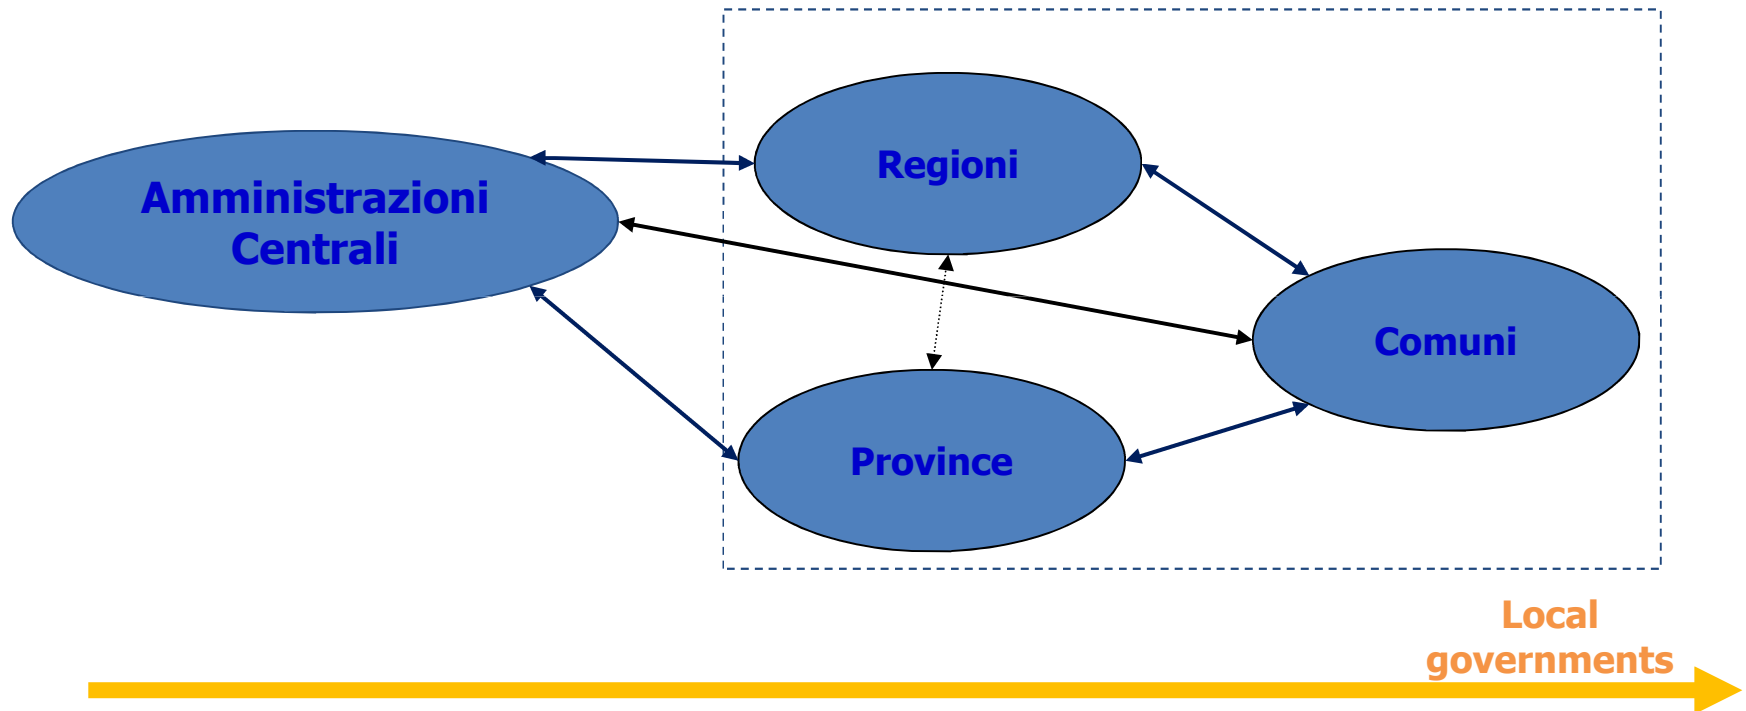 Amministrazioni
Centrali
Regioni
Comuni
Province
Local
governments